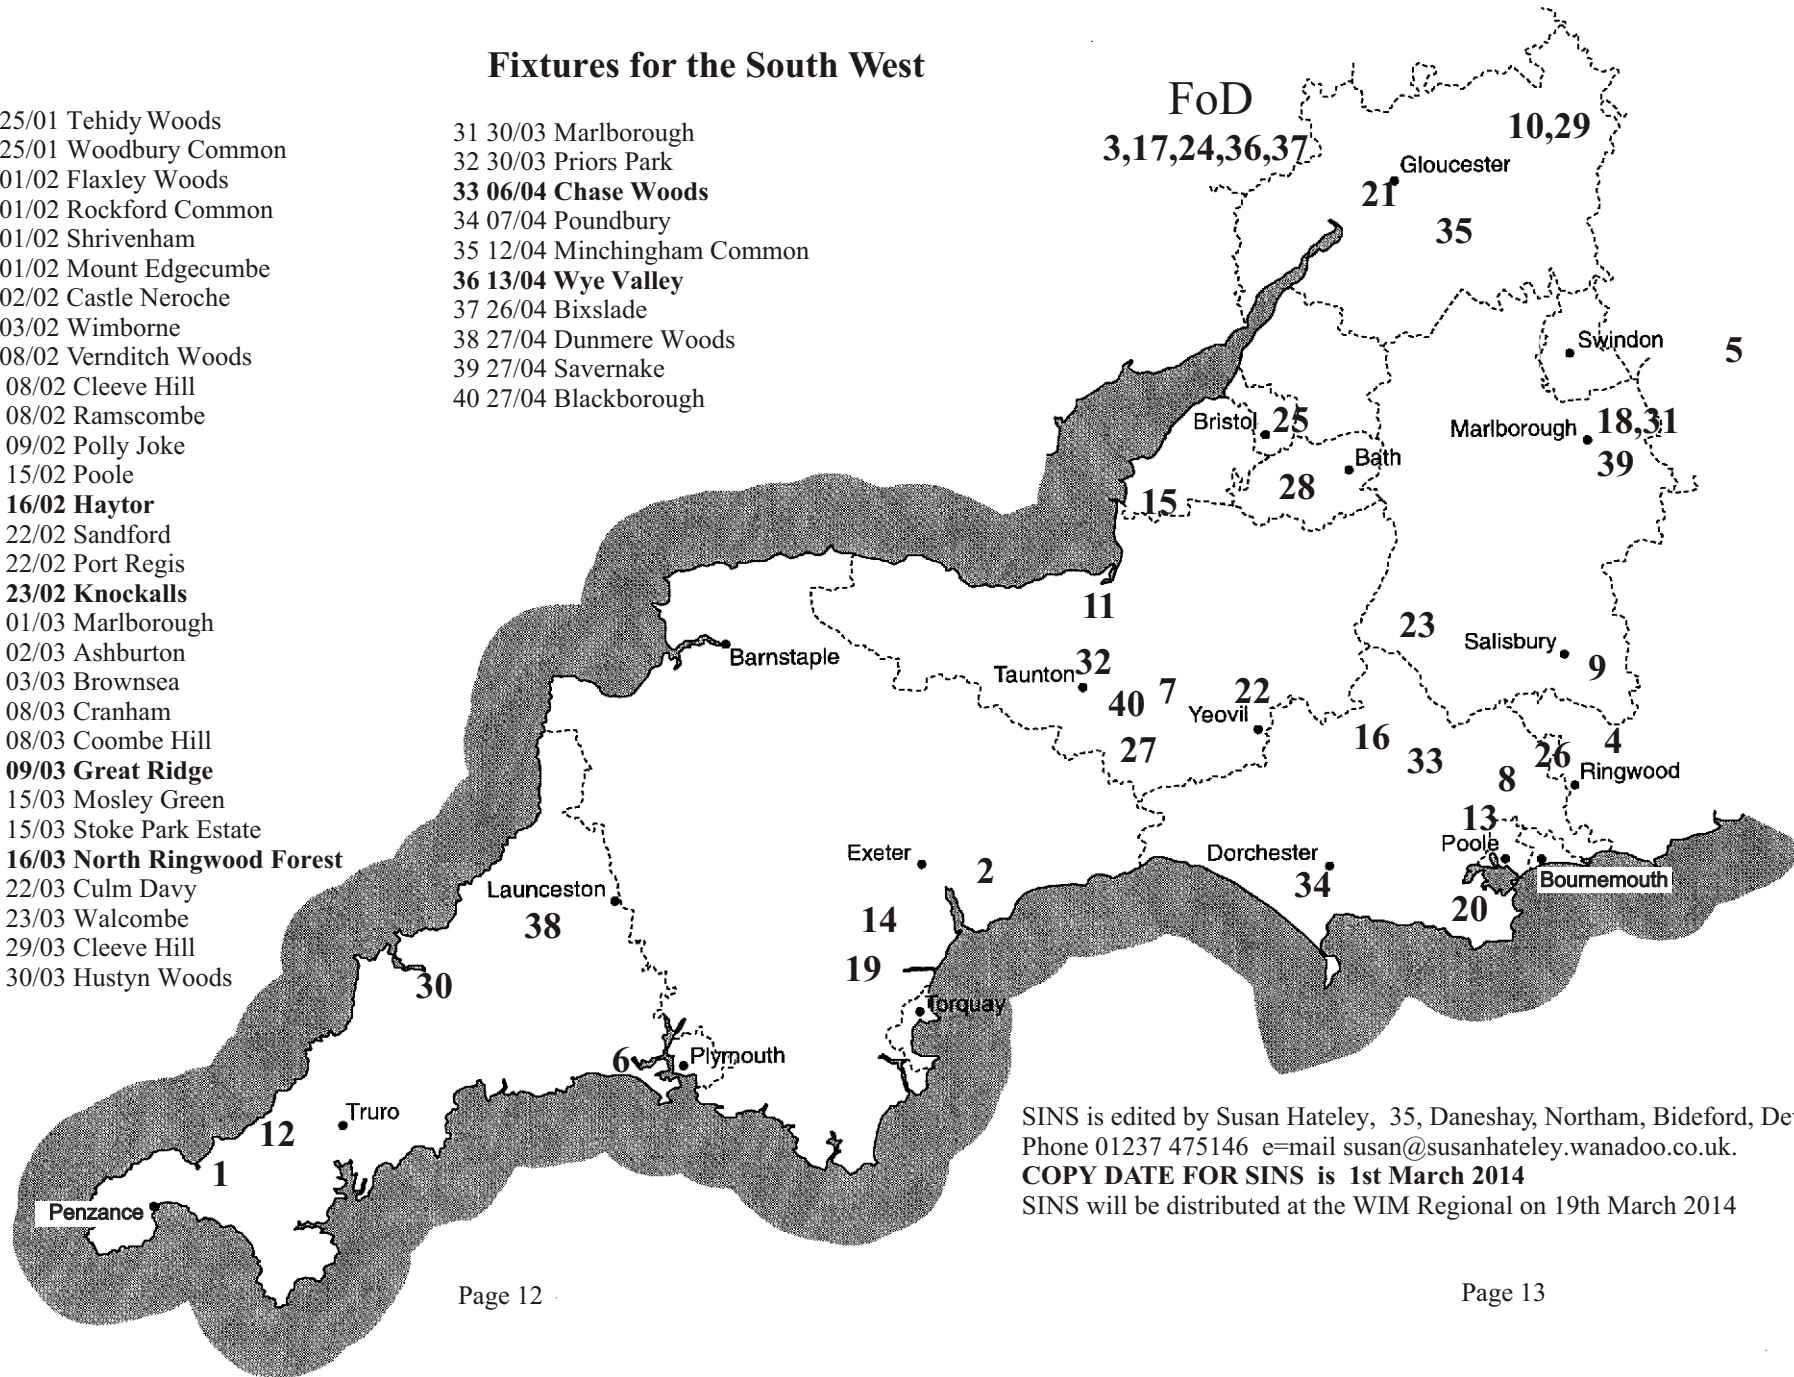 Fixtures for the South West
25/01 Tehidy Woods
25/01 Woodbury Common
01/02 Flaxley Woods
01/02 Rockford Common
01/02 Shrivenham
01/02 Mount Edgecumbe
02/02 Castle Neroche
03/02 Wimborne
08/02 Vernditch Woods
08/02 Cleeve Hill
08/02 Ramscombe
09/02 Polly Joke
15/02 Poole
16/02 Haytor
22/02 Sandford
22/02 Port Regis
23/02 Knockalls
01/03 Marlborough
02/03 Ashburton
03/03 Brownsea
08/03 Cranham
08/03 Coombe Hill
09/03 Great Ridge
15/03 Mosley Green
15/03 Stoke Park Estate
16/03 North Ringwood Forest
22/03 Culm Davy
23/03 Walcombe
29/03 Cleeve Hill
30/03 Hustyn Woods
31 30/03 Marlborough
32 30/03 Priors Park
33 06/04 Chase Woods
34 07/04 Poundbury
35 12/04 Minchingham Common
36 13/04 Wye Valley
37 26/04 Bixslade
38 27/04 Dunmere Woods
39 27/04 Savernake
40 27/04 Blackborough
FoD
3,17,24,36,37
10,29
Gloucester
21
35
Swindon
5
Bristol
25
Marlborough
18,31
39
Bath
28
15
11
Barnstaple
Taunton
32
40
7
27
22
Yeovil
23
Salisbury
9
16
33
4
26
Ringwood
8
13
Poole
Bournemouth
20
Dorchester
34
Exeter
2
14
19
Torquay
Launceston
38
30
6
Plymouth
Truro
12
1
Penzance
SINS is edited by Susan Hateley, 35, Daneshay, Northam, Bideford,
Phone 01237 475146 e=mail susan@susanhateley.wanadoo.co.uk.
COPY DATE FOR SINS is 1st March 2014
SINS will be distributed at the WIM Regional on 19th March 2014
Page 12
Page 13